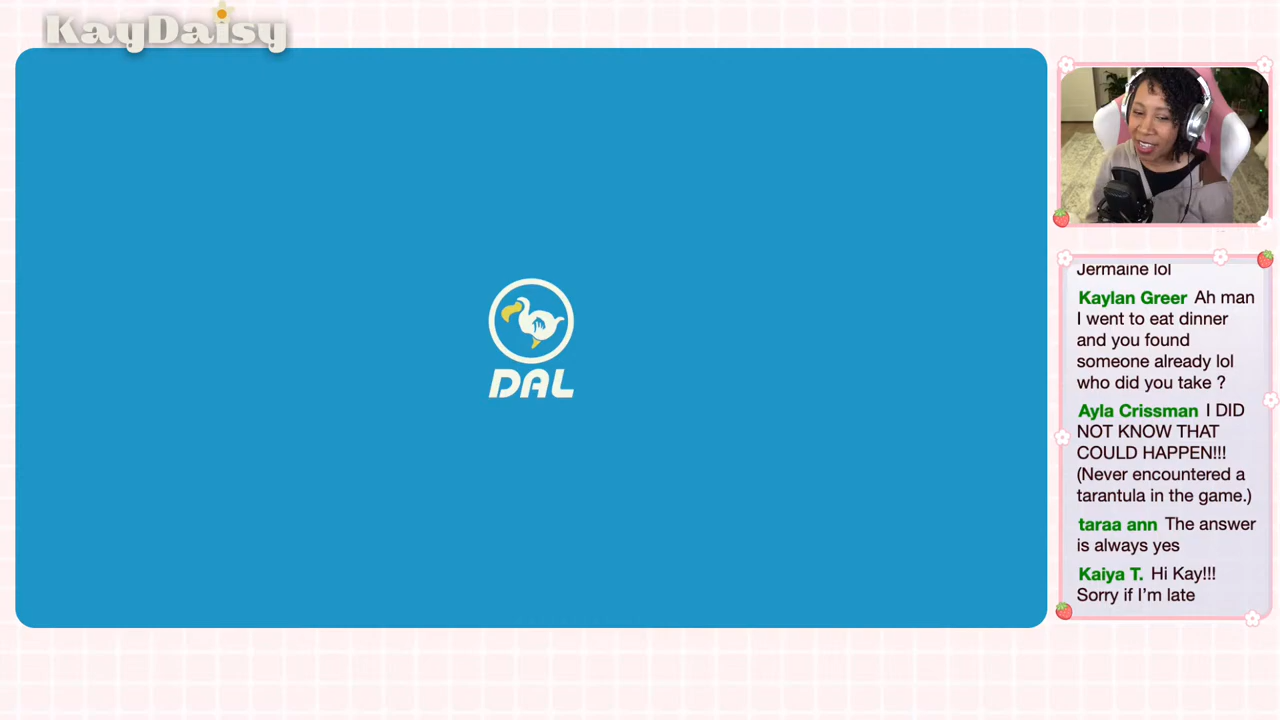 KayDaisy
DAL
Jermaine lol
Kaylan Greer Ah man
I went to eat dinner
and you found
someone already lol
who did you take ?
Ayla Crissman I DID
NOT KNOW THAT
COULD HAPPEN!!!
(Never encountered a
tarantula in the game.)
taraa ann The answer
is always yes
Kaiya T. Hi Kay!!!
Sorry if I'm late